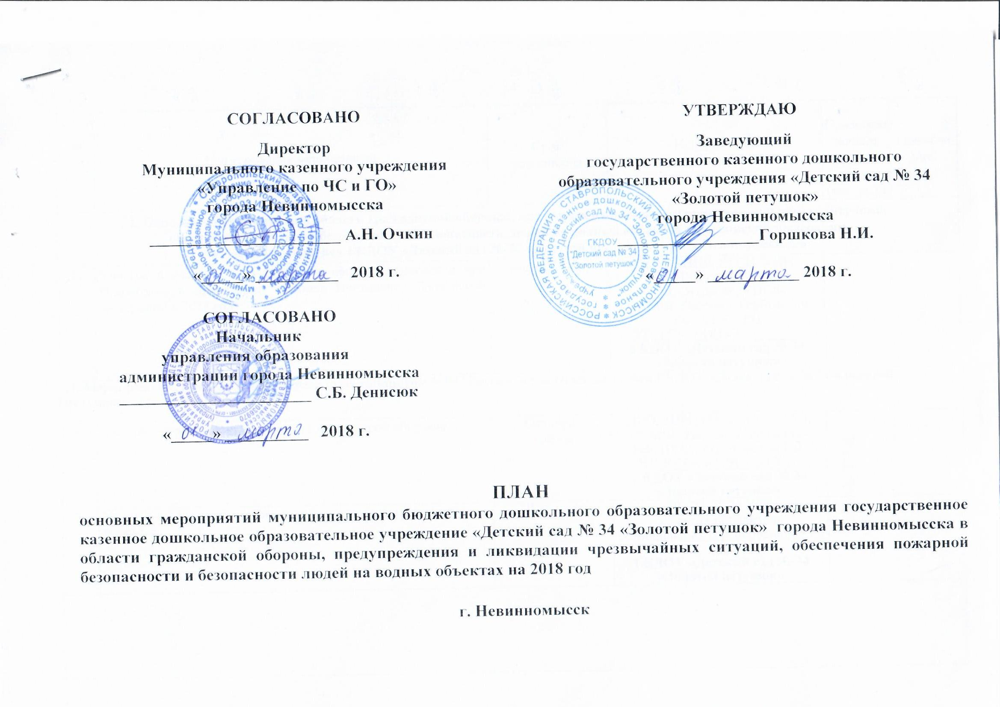 СОГЛАСОВАНО
Директор
Муниципального казенного учреждения
«Управление по ЧС и ГО»
города Невинномысска
А.Н. Очкин
«01» марта 2018 г.
УТВЕРЖДАЮ
Заведующий
государственного казенного дошкольного
образовательного учреждения «Детский сад № 34
«Золотой петушок»
города Невинномысска
Горшкова Н.И.
«01» марта 2018 г.
РОССИЙСКАЯ ФЕДЕРАЦИЯ СТАВРОПОЛЬСКИЙ КРАЙ г.НЕВИННОМЫССК
государственное казенное дошкольное образовательное
учреждение "Детский сад № 34 "Золотой петушок"
ГКДОУ
"Детский сад № 34
"Золотой петушок"
СОГЛАСОВАНО
Начальник
управления образования
администрации города Невинномысска
С.Б. Денисюк
«01» марта 2018 г.
ПЛАН
основных мероприятий муниципального бюджетного дошкольного образовательного учреждения государственное
казенное дошкольное образовательное учреждение «Детский сад № 34 «Золотой петушок» города Невинномысска в
области гражданской обороны, предупреждения и ликвидации чрезвычайных ситуаций, обеспечения пожарной
безопасности и безопасности людей на водных объектах на 2018 год
г. Невинномысск